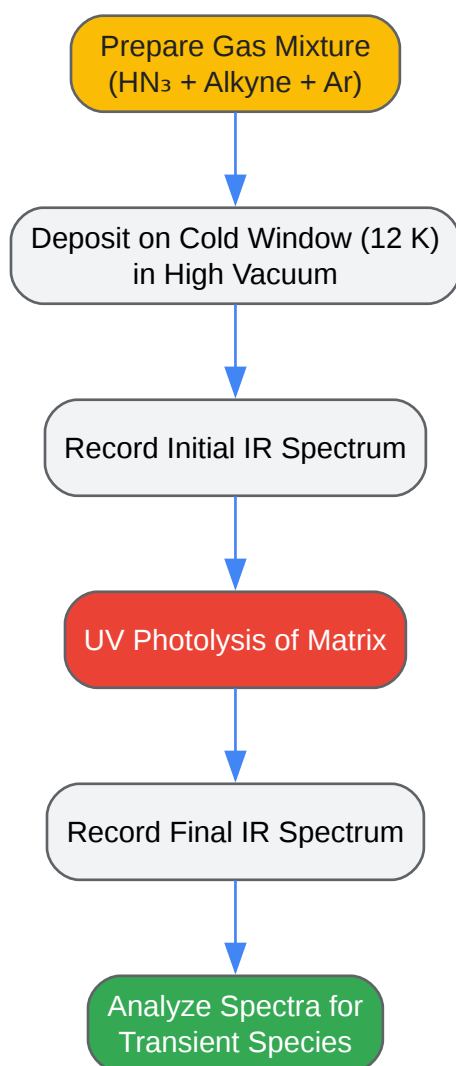 Prepare Gas Mixture
(HN₃ + Alkyne + Ar)
Deposit on Cold Window (12 K)
in High Vacuum
Record Initial IR Spectrum
UV Photolysis of Matrix
Record Final IR Spectrum
Analyze Spectra for
Transient Species